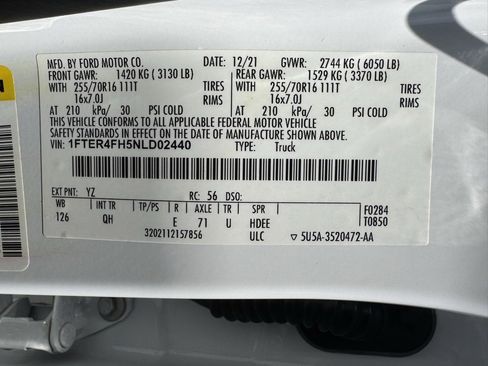 MFD. BY FORD MOTOR CO. 12/21 GVWR: 2744 KG ( 6050 LB)
FRONT GAWR: 1420 KG ( 3130 LB) REAR GAWR: 1529 KG ( 3370 LB)
WITH 255/70R16 111T TIRES WITH 255/70R16 111T TIRES
16x7.0J RIMS 16x7.0J RIMS
AT 210 kPa/ 30 PSI COLD AT 210 kPa/ 30 PSI COLD
THIS VEHICLE CONFORMS TO ALL APPLICABLE FEDERAL MOTOR VEHICLE
SAFETY AND THEFT PREVENTION STANDARDS IN EFFECT ON THE DATE OF MANUFACTURE SHOWN ABOVE.
VIN: 1FTER4FH5NLD02440 TYPE: Truck
EXT PNT: YZ RC: 56 DSO:
WB INT TR TP/PS R AXLE TR SPR F0284
126 QH E 71 U HDEE T0850
3202112157856 ULC 5U5A-3520472-AA